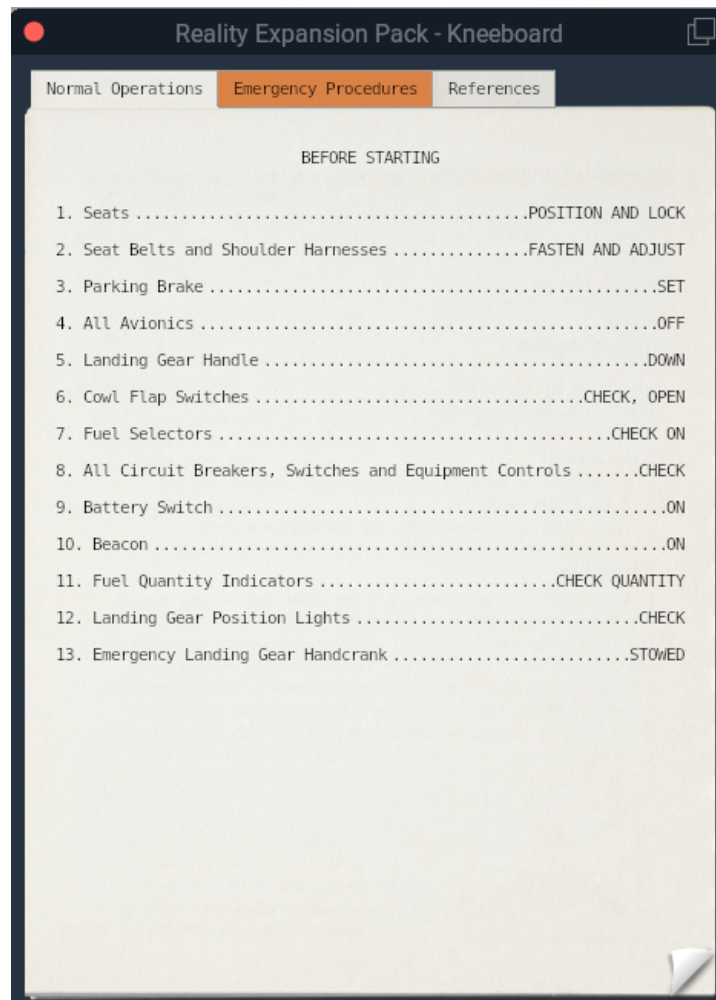 Reality Expansion Pack - Kneeboard
Normal Operations Emergency Procedures References
BEFORE STARTING
1. Seats ...........................................POSITION AND LOCK
2. Seat Belts and Shoulder Harnesses ...............FASTEN AND ADJUST
3. Parking Brake .................................................SET
4. All Avionics ..................................................OFF
5. Landing Gear Handle ..........................................DOWN
6. Cowl Flap Switches ....................................CHECK, OPEN
7. Fuel Selectors ...........................................CHECK ON
8. All Circuit Breakers, Switches and Equipment Controls .......CHECK
9. Battery Switch .................................................ON
10. Beacon ........................................................ON
11. Fuel Quantity Indicators ..........................CHECK QUANTITY
12. Landing Gear Position Lights ...............................CHECK
13. Emergency Landing Gear Handcrank ..........................STOWED